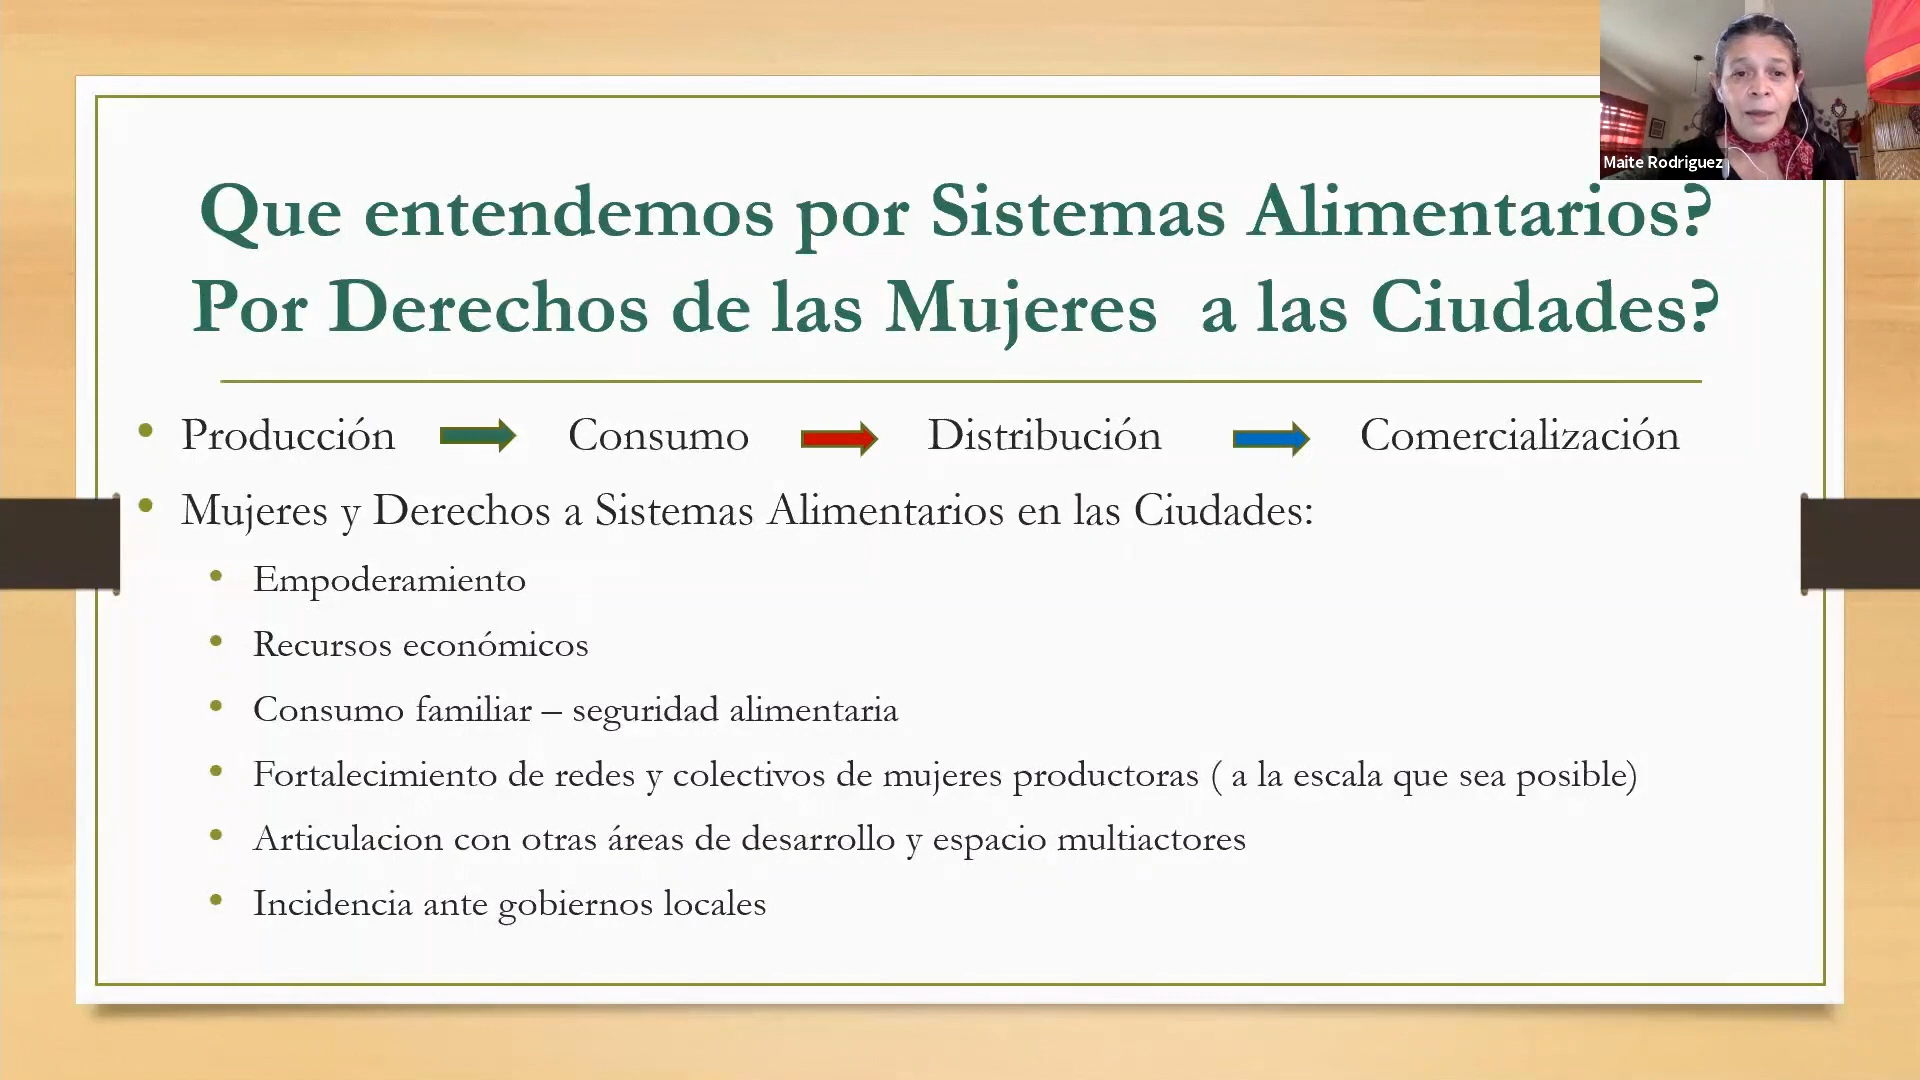 Maite Rodriguez
Que entendemos por Sistemas Alimentarios?
Por Derechos de las Mujeres a las Ciudades?
Producción Consumo Distribución Comercialización
Mujeres y Derechos a Sistemas Alimentarios en las Ciudades:
Empoderamiento
Recursos económicos
Consumo familiar – seguridad alimentaria
Fortalecimiento de redes y colectivos de mujeres productoras ( a la escala que sea posible)
Articulacion con otras áreas de desarrollo y espacio multiactores
Incidencia ante gobiernos locales